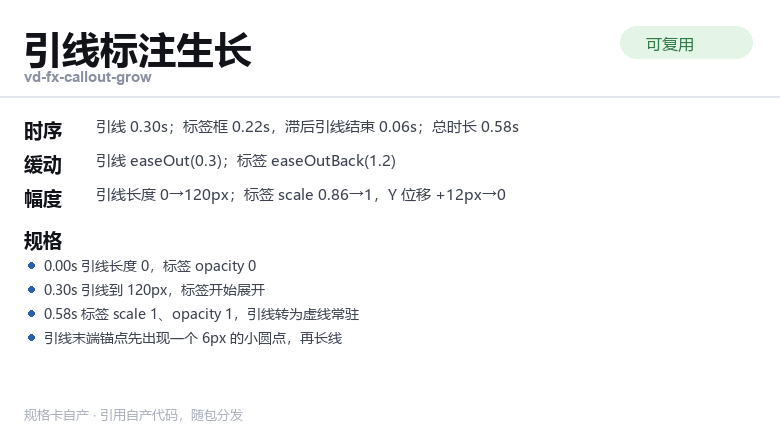 引线标注生长
可复用
vd-fx-callout-grow
时序 引线 0.30s；标签框 0.22s，滞后引线结束 0.06s；总时长 0.58s
缓动 引线 easeOut(0.3)；标签 easeOutBack(1.2)
幅度 引线长度 0→120px；标签 scale 0.86→1，Y 位移 +12px→0
规格
0.00s 引线长度 0，标签 opacity 0
0.30s 引线到 120px，标签开始展开
0.58s 标签 scale 1、opacity 1，引线转为虚线常驻
引线末端锚点先出现一个 6px 的小圆点，再长线
规格卡自产 · 引用自产代码，随包分发